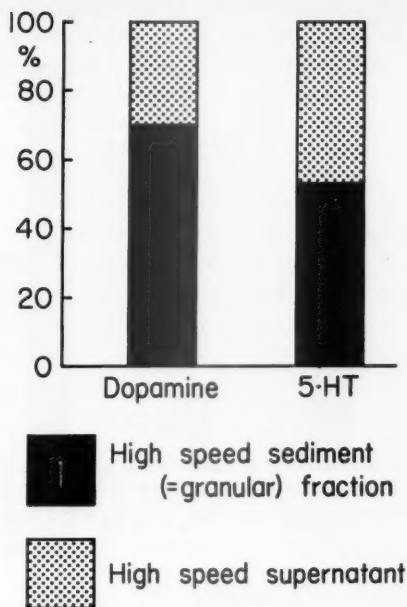 100
%
80
60
40
20
0
Dopamine 5-HT
High speed sediment
(=granular) fraction
High speed supernatant